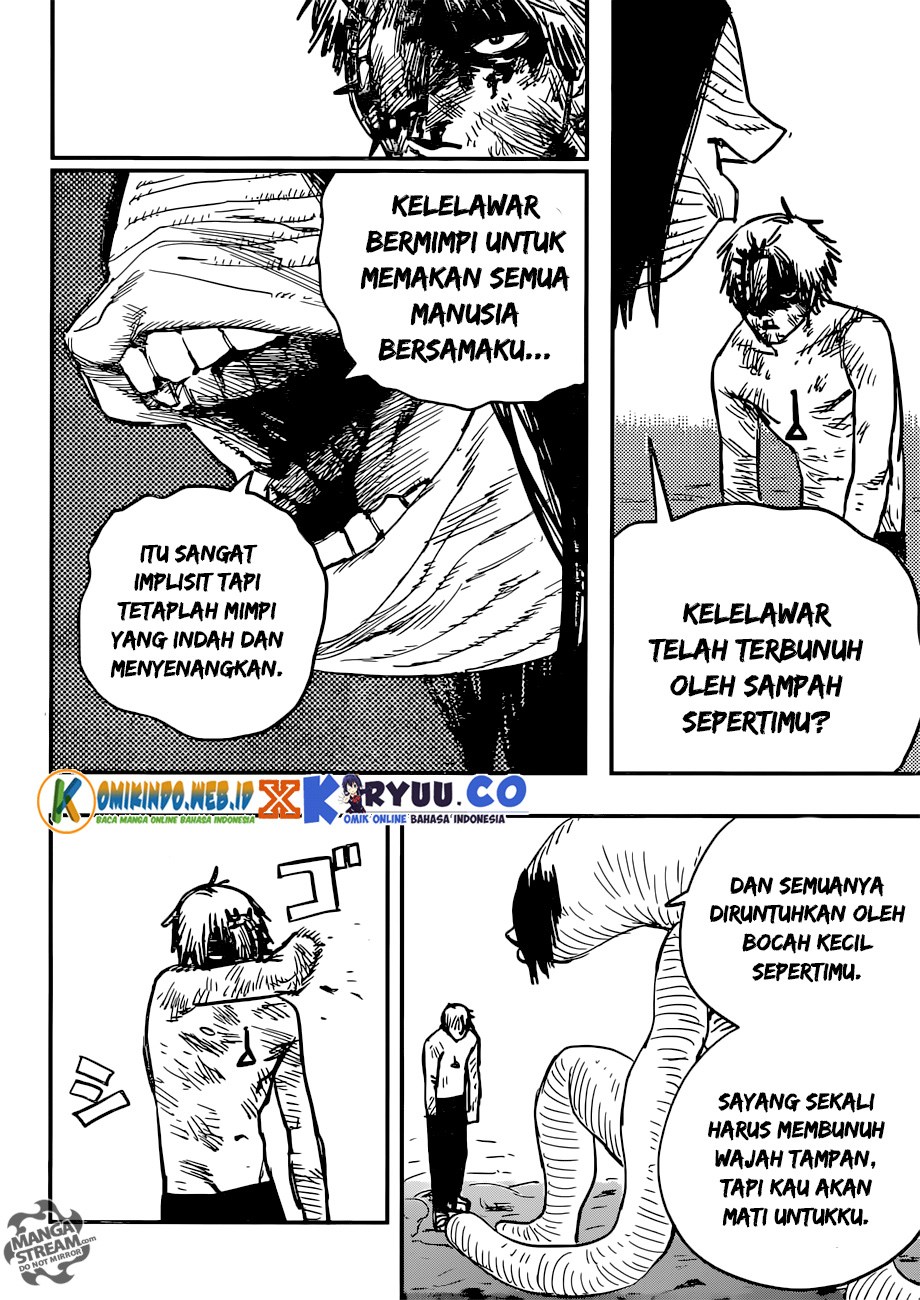 KELELAWAR
TELAH TERBUNUH
OLEH SAMPAH
SEPERTIMU?
KELELAWAR
BERMIMPI UNTUK
MEMAKAN SEMUA
MANUSIA
BERSAMAKU...
ITU SANGAT
IMPLISIT TAPI
TETAPLAH MIMPI
YANG INDAH DAN
MENYENANGKAN.
KOMIKINDO.WEB.ID X KIRYUU.CO
BACA MANGA ONLINE BAHASA INDONESIA
KOMIK ONLINE BAHASA INDONESIA
DAN SEMUANYA
DIRUNTUHKAN OLEH
BOCAH KECIL
SEPERTIMU.
SAYANG SEKALI
HARUS MEMBUNUH
WAJAH TAMPAN,
TAPI KAU AKAN
MATI UNTUKKU.
ゴ
シ
MANGA
STREAM.com
DO NOT MIRROR!